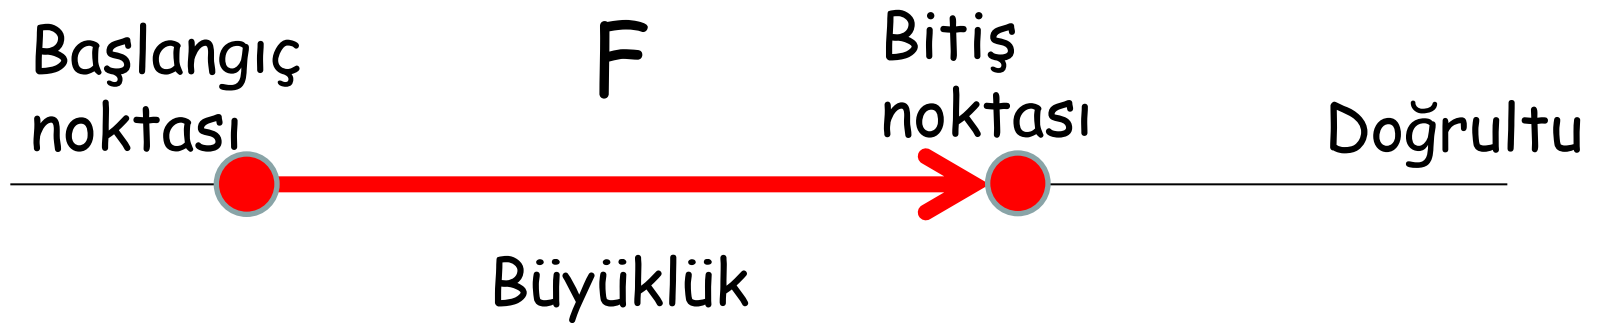 Başlangıç
noktası
F
Bitiş
noktası
Doğrultu
Büyüklük